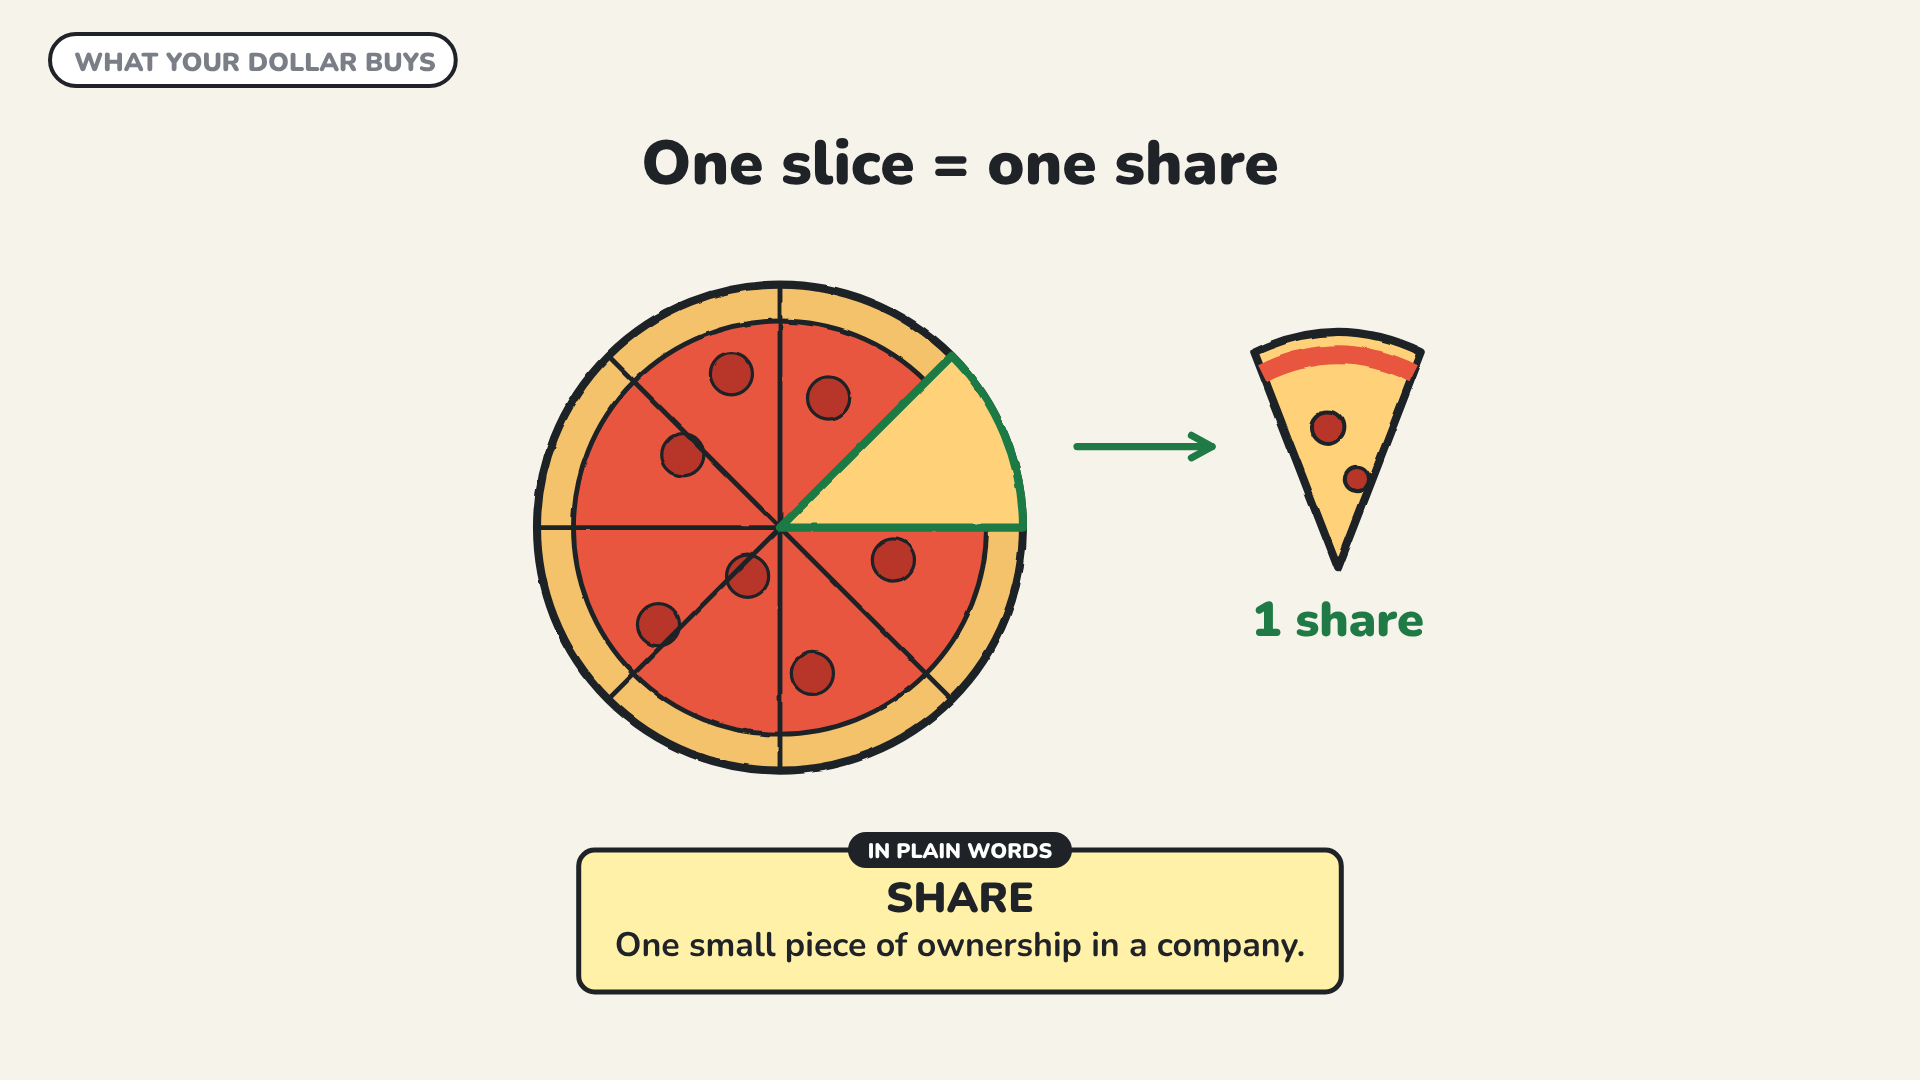 WHAT YOUR DOLLAR BUYS
One slice = one share
1 share
IN PLAIN WORDS
SHARE
One small piece of ownership in a company.